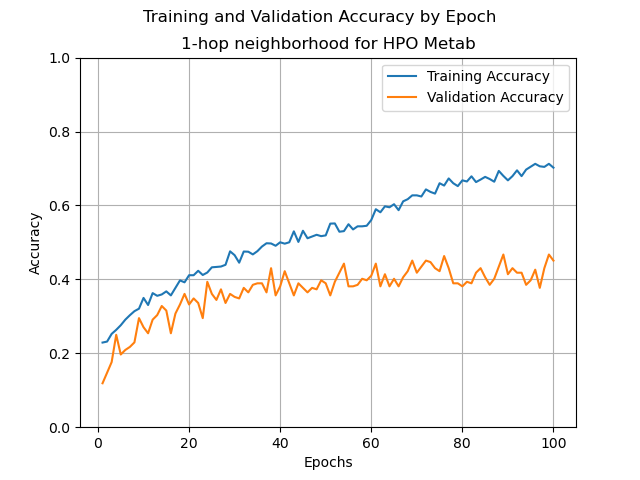 Training and Validation Accuracy by Epoch
1-hop neighborhood for HPO Metab
Training Accuracy
Validation Accuracy
Accuracy
1.0
0.8
0.6
0.4
0.2
0.0
0 20 40 60 80 100
Epochs